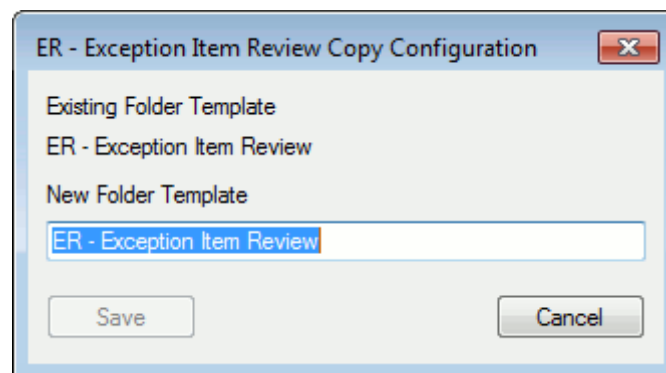 ER - Exception Item Review Copy Configuration
Existing Folder Template
ER - Exception Item Review
New Folder Template
ER - Exception Item Review
Save Cancel